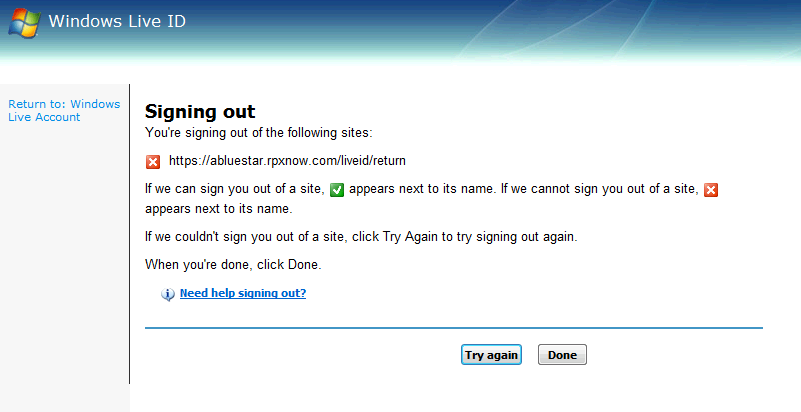 Windows Live ID
Return to: Windows
Live Account
Signing out
You're signing out of the following sites:
https://abluestar.rpxnow.com/liveid/return
If we can sign you out of a site, appears next to its name. If we cannot sign you out of a site,
appears next to its name.
If we couldn't sign you out of a site, click Try Again to try signing out again.
When you're done, click Done.
Need help signing out?
Try again
Done